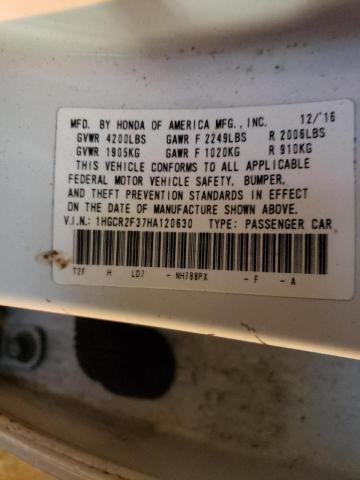 MFD. BY HONDA OF AMERICA MFG., INC. 12/'16
GVWR 4200LBS GAWR F 2249LBS R 2006LBS
GVWR 1905KG GAWR F 1020KG R 910KG
THIS VEHICLE CONFORMS TO ALL APPLICABLE
FEDERAL MOTOR VEHICLE SAFETY, BUMPER,
AND THEFT PREVENTION STANDARDS IN EFFECT
ON THE DATE OF MANUFACTURE SHOWN ABOVE.
V.I.N.: 1HGCR2F37HA120630 TYPE: PASSENGER CAR
T2F H LD7 - NH788PX - F - A